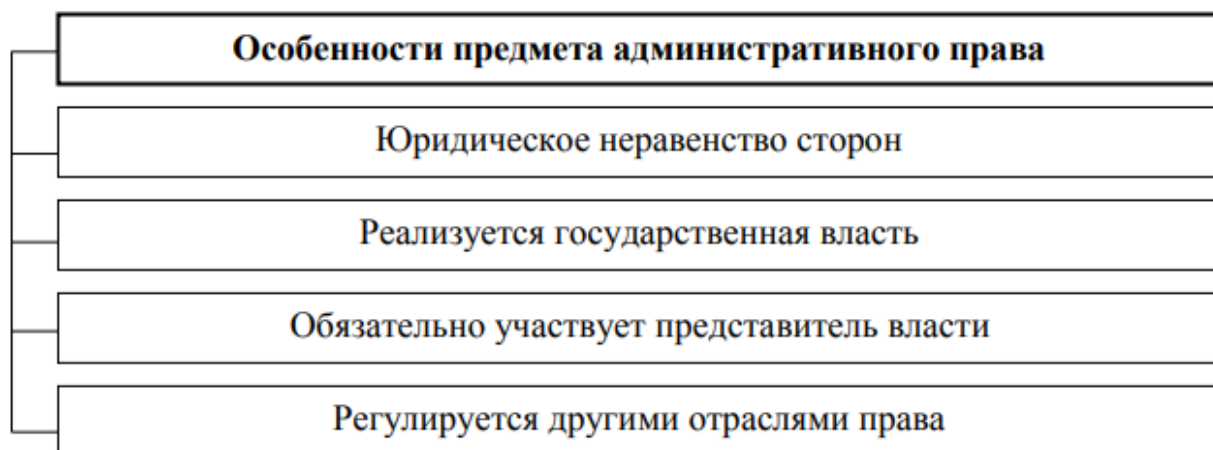 Особенности предмета административного права
Юридическое неравенство сторон
Реализуется государственная власть
Обязательно участвует представитель власти
Регулируется другими отраслями права